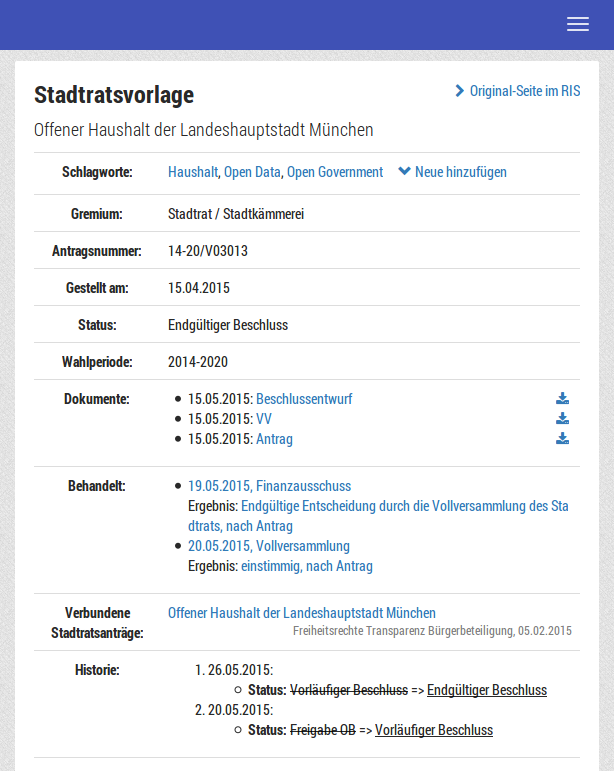 Stadtratsvorlage
Original-Seite im RIS
Offener Haushalt der Landeshauptstadt München
Schlagworte: Haushalt, Open Data, Open Government Neue hinzufügen
Gremium: Stadtrat / Stadtkämmerei
Antragsnummer: 14-20/V03013
Gestellt am: 15.04.2015
Status: Endgültiger Beschluss
Wahlperiode: 2014-2020
Dokumente: 15.05.2015: Beschlussentwurf
15.05.2015: VV
15.05.2015: Antrag
Behandelt: 19.05.2015, Finanzausschuss
Ergebnis: Endgültige Entscheidung durch die Vollversammlung des Sta
dtrats, nach Antrag
20.05.2015, Vollversammlung
Ergebnis: einstimmig, nach Antrag
Verbundene Stadtratsanträge: Offener Haushalt der Landeshauptstadt München
Freiheitsrechte Transparenz Bürgerbeteiligung, 05.02.2015
Historie: 1. 26.05.2015:
Status: Vorläufiger Beschluss => Endgültiger Beschluss
2. 20.05.2015:
Status: Freigabe OB => Vorläufiger Beschluss